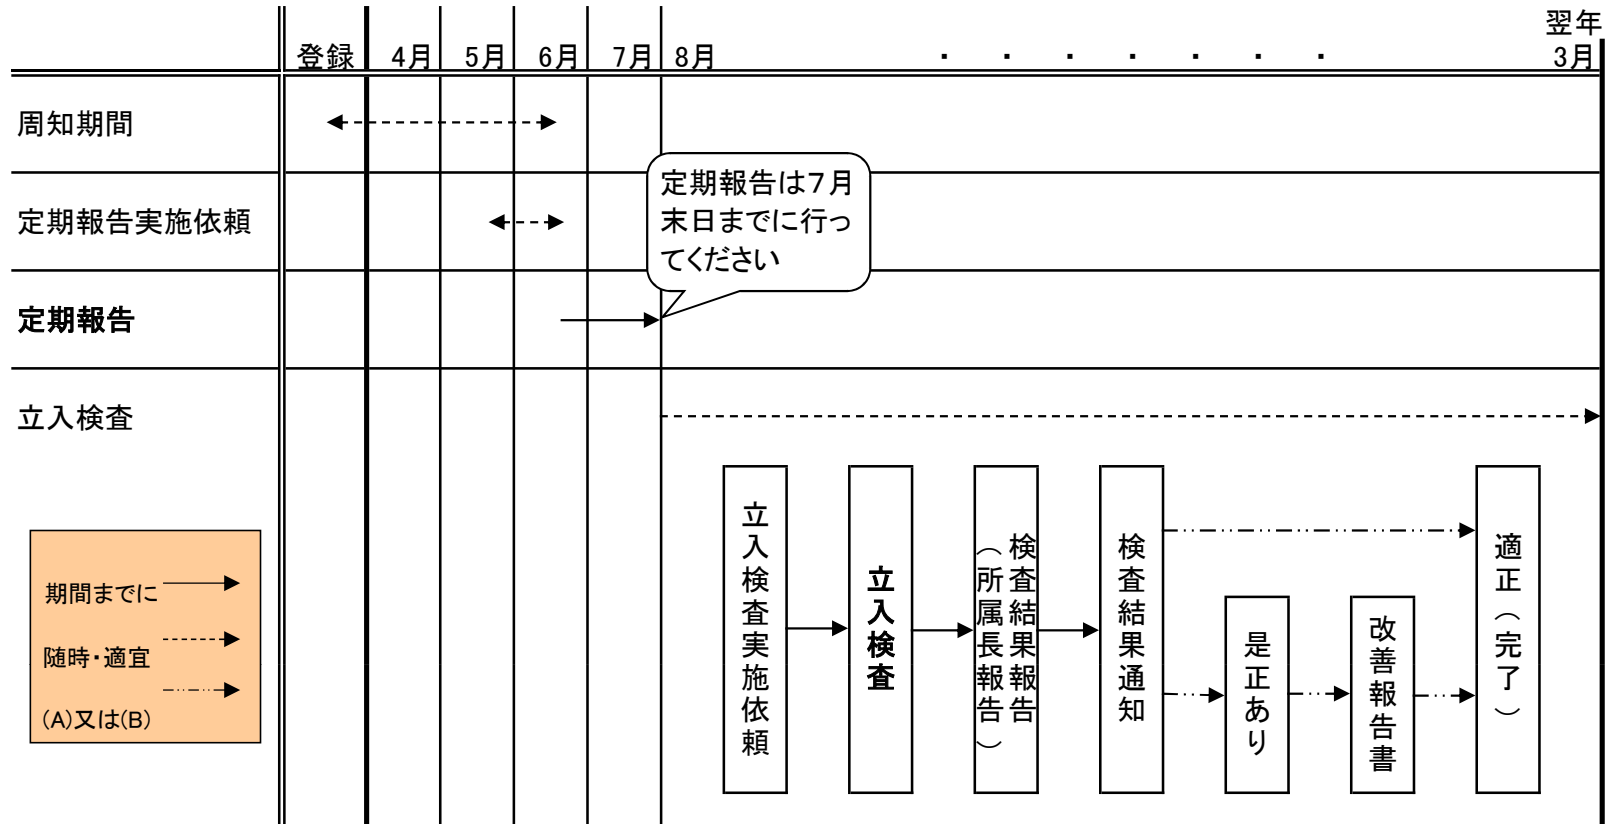 翌年
登録 4月 5月 6月 7月 8月 ・ ・ ・ ・ ・ ・ ・ 3月
周知期間
定期報告は7月
末日までに行っ
てください
定期報告実施依頼
定期報告
立入検査
立入検査実施依頼
立入検査
検査結果報告
（所属長報告）
検査結果通知
是正あり
改善報告書
適正（完了）
期間までに
随時・適宜
(A)又は(B)